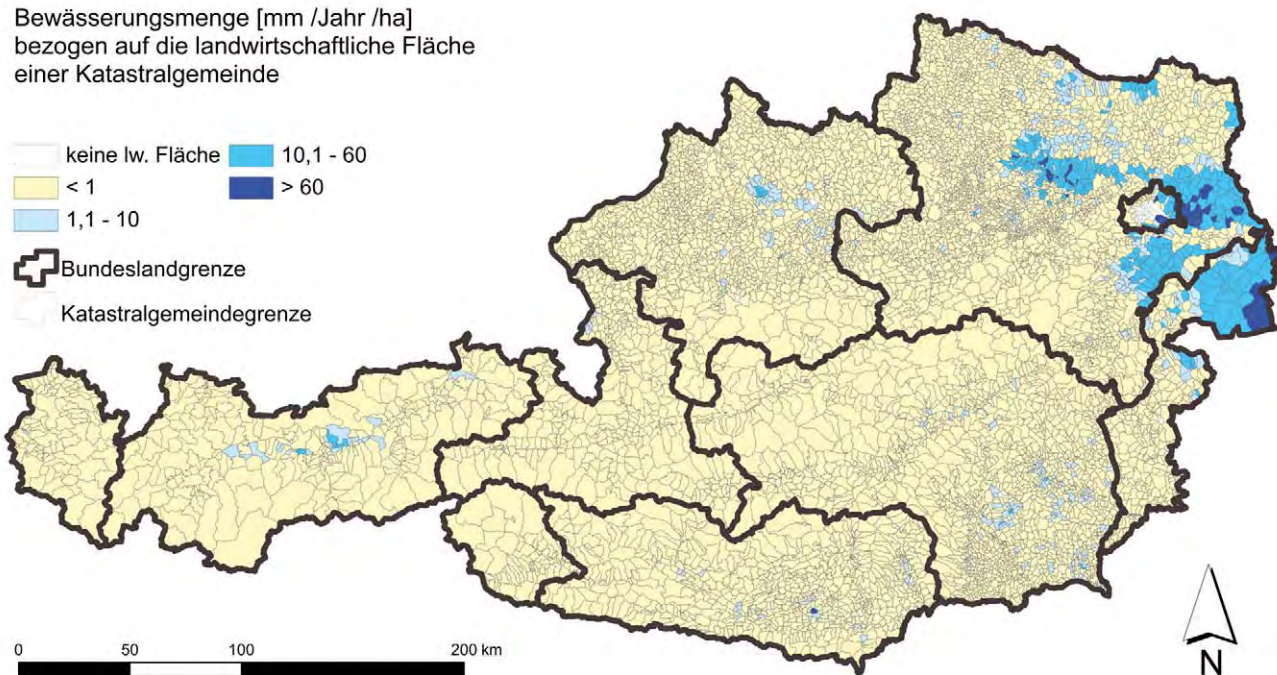 Bewässerungsmenge [mm /Jahr /ha]
bezogen auf die landwirtschaftliche Fläche
einer Katastralgemeinde
keine lw. Fläche
10,1 - 60
< 1
> 60
1,1 - 10
Bundeslandgrenze
Katastralgemeindegrenze
0 50 100 200 km
N